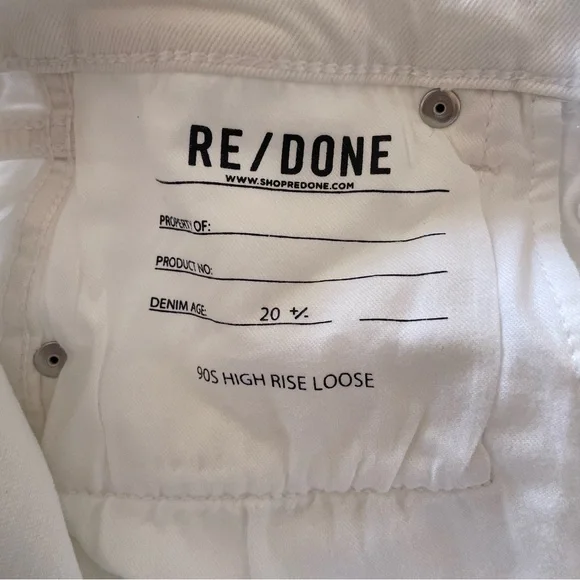 RE/DONE
WWW.SHOPREDONE.COM
PROPERTY OF:
PRODUCT NO:
DENIM AGE: 20 +/-
90S HIGH RISE LOOSE